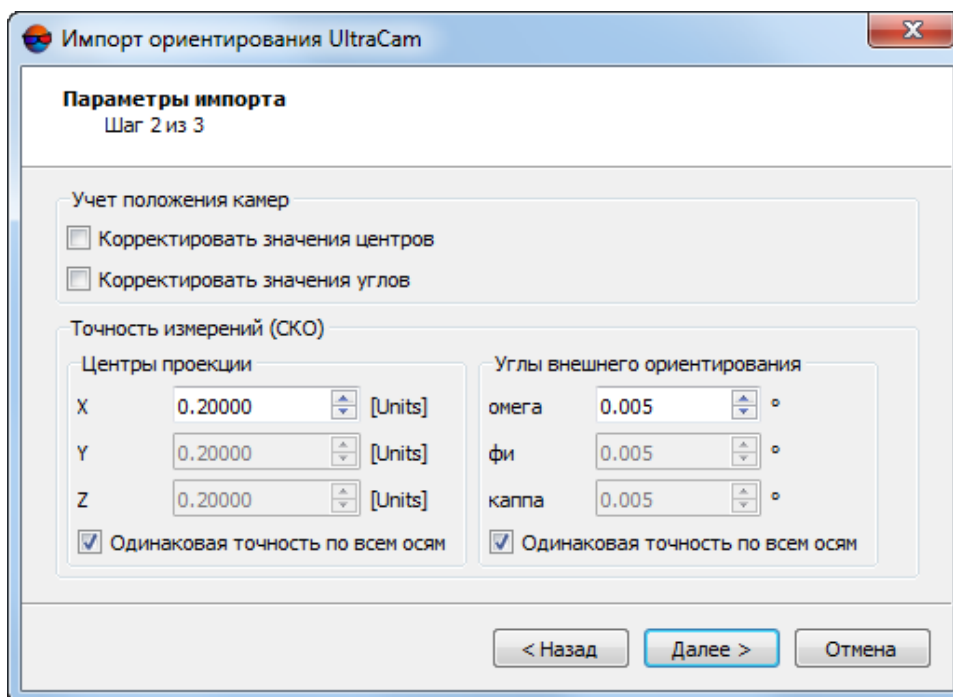 Импорт ориентирования UltraCam
Параметры импорта
Шаг 2 из 3
Учет положения камер
Корректировать значения центров
Корректировать значения углов
Точность измерений (СКО)
Центры проекции
X 0.20000 [Units]
Y 0.20000 [Units]
Z 0.20000 [Units]
Одинаковая точность по всем осям
Углы внешнего ориентирования
омега 0.005 °
фи 0.005 °
каппа 0.005 °
Одинаковая точность по всем осям
< Назад Далее > Отмена